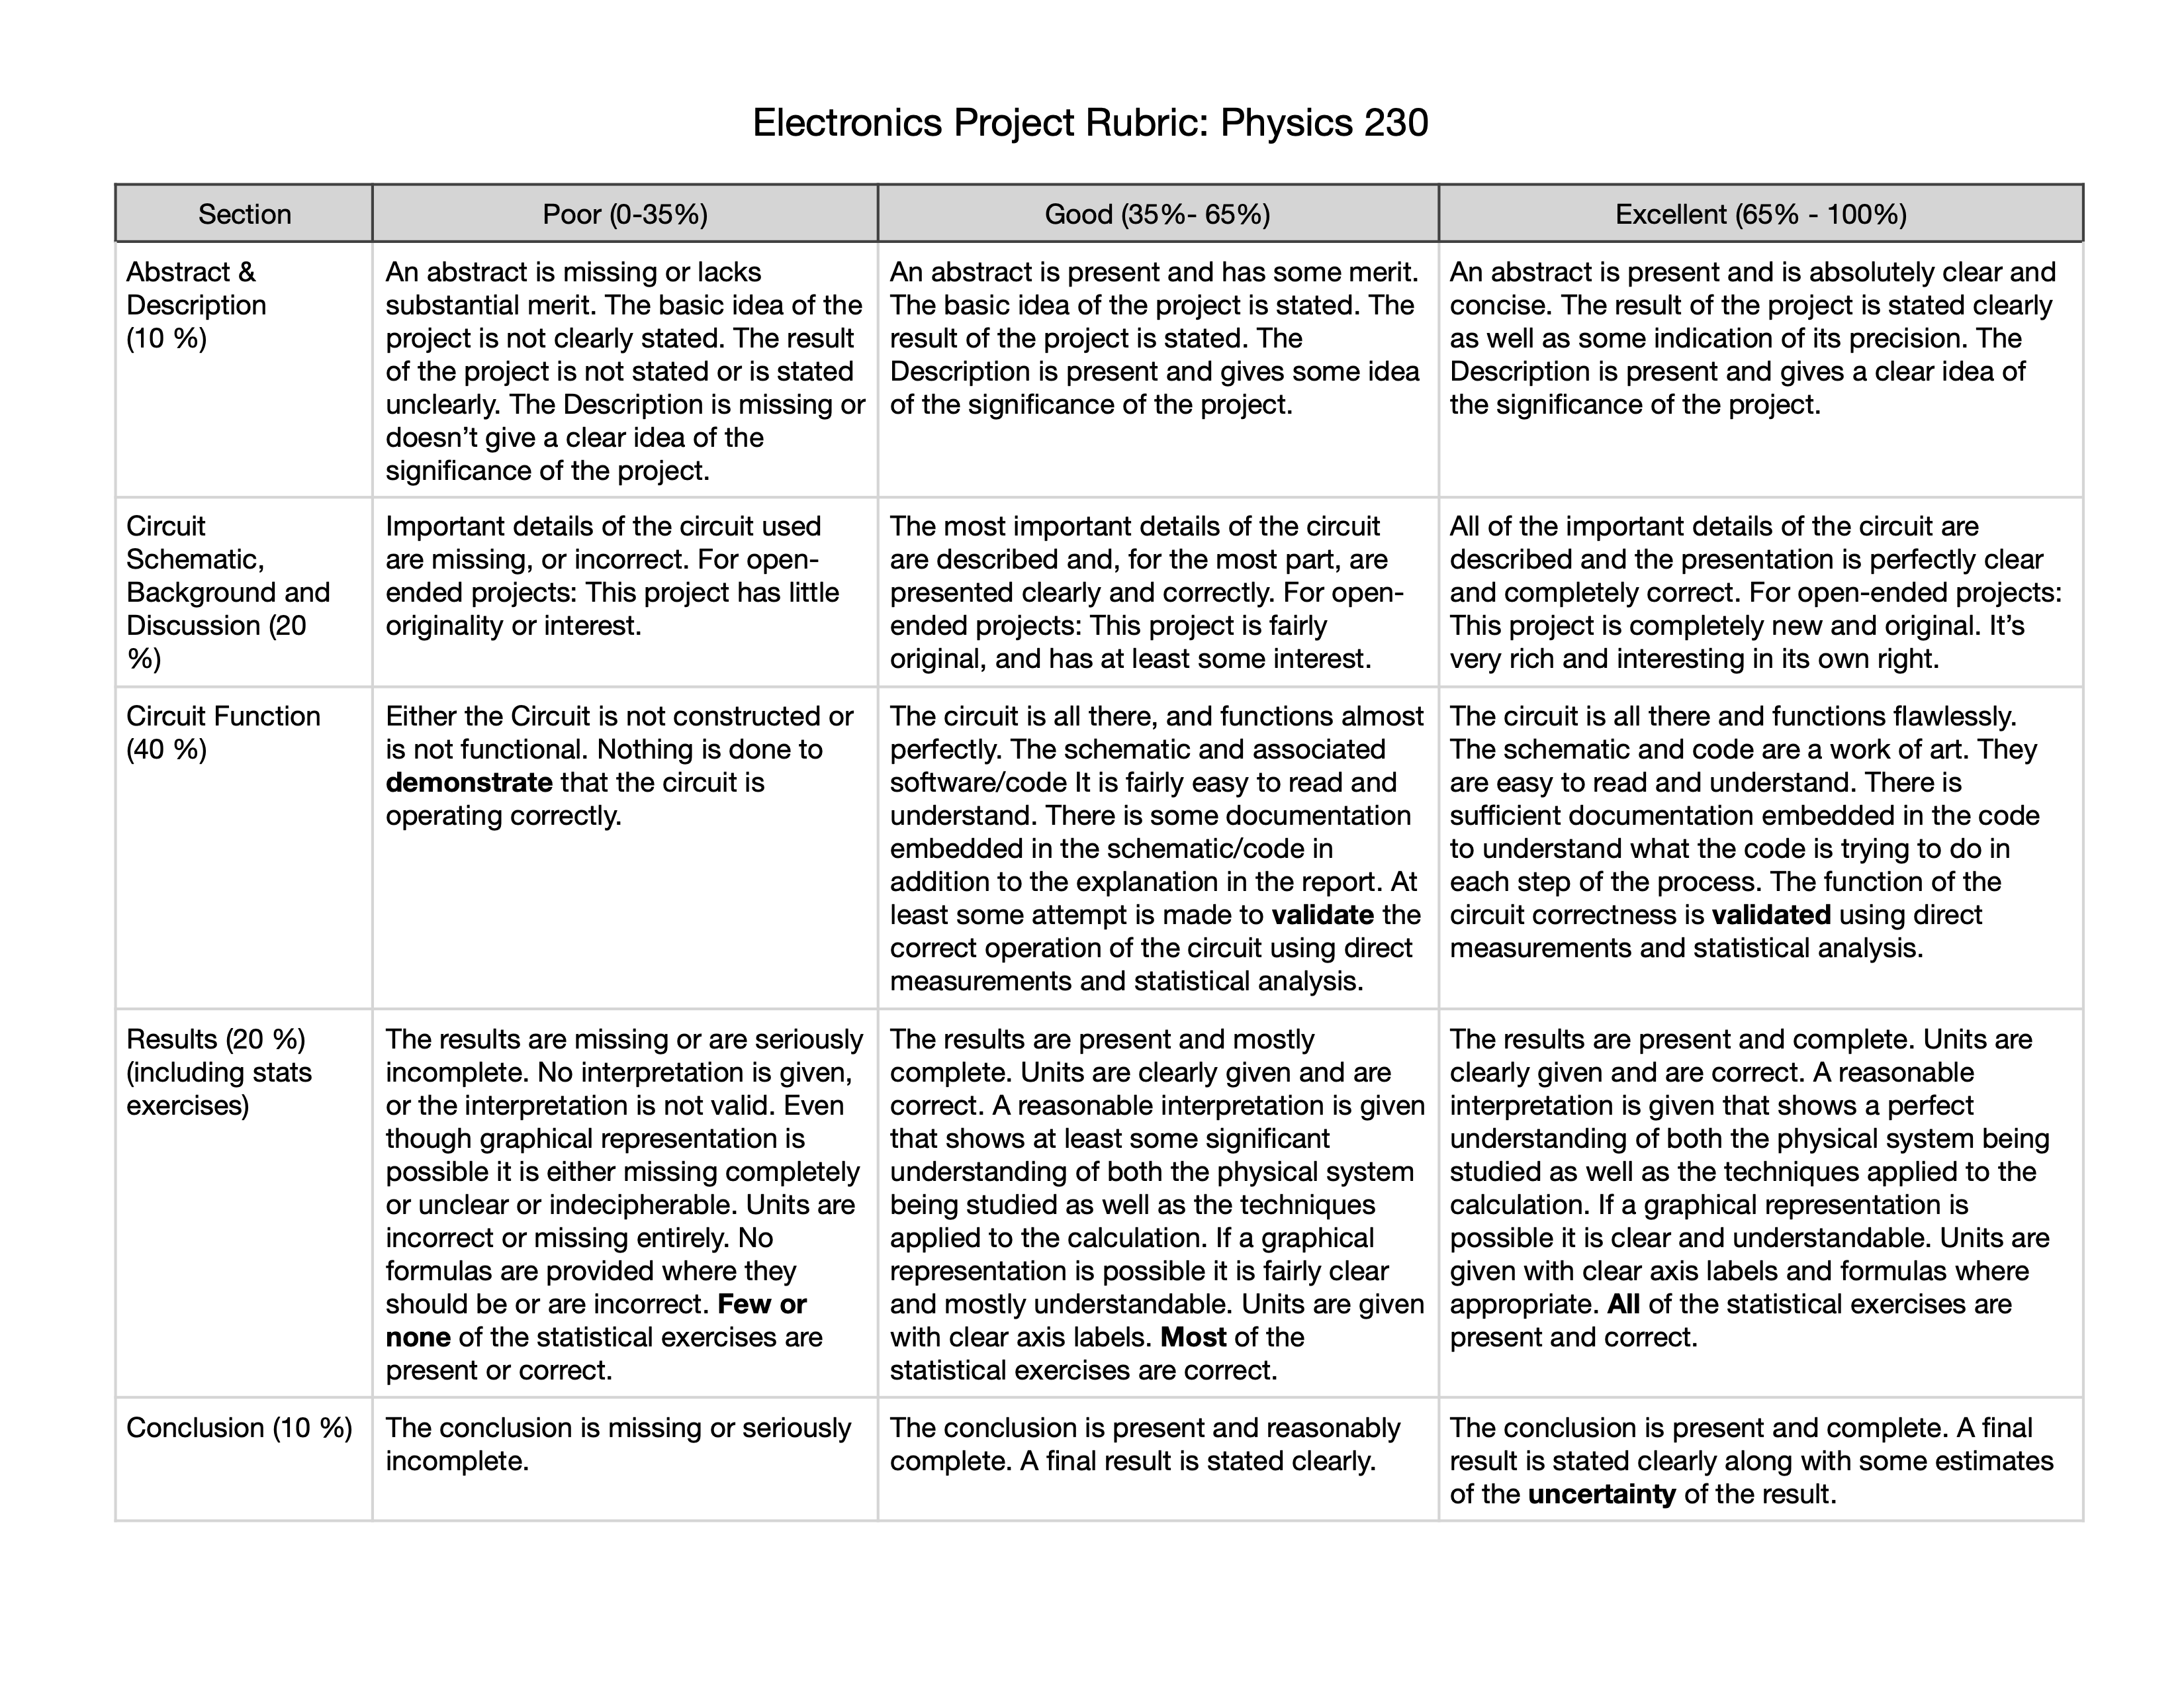 Electronics Project Rubric: Physics 230
Section
Poor (0-35%)
Good (35%- 65%)
Excellent (65% - 100%)
Abstract &
Description
(10 %)
An abstract is missing or lacks
substantial merit. The basic idea of the
project is not clearly stated. The result
of the project is not stated or is stated
unclearly. The Description is missing or
doesn’t give a clear idea of the
significance of the project.
An abstract is present and has some merit.
The basic idea of the project is stated. The
result of the project is stated. The
Description is present and gives some idea
of the significance of the project.
An abstract is present and is absolutely clear and
concise. The result of the project is stated clearly
as well as some indication of its precision. The
Description is present and gives a clear idea of
the significance of the project.
Circuit
Schematic,
Background and
Discussion (20
%)
Important details of the circuit used
are missing, or incorrect. For open-
ended projects: This project has little
originality or interest.
The most important details of the circuit
are described and, for the most part, are
presented clearly and correctly. For open-
ended projects: This project is fairly
original, and has at least some interest.
All of the important details of the circuit are
described and the presentation is perfectly clear
and completely correct. For open-ended projects:
This project is completely new and original. It’s
very rich and interesting in its own right.
Circuit Function
(40 %)
Either the Circuit is not constructed or
is not functional. Nothing is done to
demonstrate that the circuit is
operating correctly.
The circuit is all there, and functions almost
perfectly. The schematic and associated
software/code It is fairly easy to read and
understand. There is some documentation
embedded in the schematic/code in
addition to the explanation in the report. At
least some attempt is made to validate the
correct operation of the circuit using direct
measurements and statistical analysis.
The circuit is all there and functions flawlessly.
The schematic and code are a work of art. They
are easy to read and understand. There is
sufficient documentation embedded in the code
to understand what the code is trying to do in
each step of the process. The function of the
circuit correctness is validated using direct
measurements and statistical analysis.
Results (20 %)
(including stats
exercises)
The results are missing or are seriously
incomplete. No interpretation is given,
or the interpretation is not valid. Even
though graphical representation is
possible it is either missing completely
or unclear or indecipherable. Units are
incorrect or missing entirely. No
formulas are provided where they
should be or are incorrect. Few or
none of the statistical exercises are
present or correct.
The results are present and mostly
complete. Units are clearly given and are
correct. A reasonable interpretation is given
that shows at least some significant
understanding of both the physical system
being studied as well as the techniques
applied to the calculation. If a graphical
representation is possible it is fairly clear
and mostly understandable. Units are given
with clear axis labels. Most of the
statistical exercises are correct.
The results are present and complete. Units are
clearly given and are correct. A reasonable
interpretation is given that shows a perfect
understanding of both the physical system being
studied as well as the techniques applied to the
calculation. If a graphical representation is
possible it is clear and understandable. Units are
given with clear axis labels and formulas where
appropriate. All of the statistical exercises are
present and correct.
Conclusion (10 %)
The conclusion is missing or seriously
incomplete.
The conclusion is present and reasonably
complete. A final result is stated clearly.
The conclusion is present and complete. A final
result is stated clearly along with some estimates
of the uncertainty of the result.